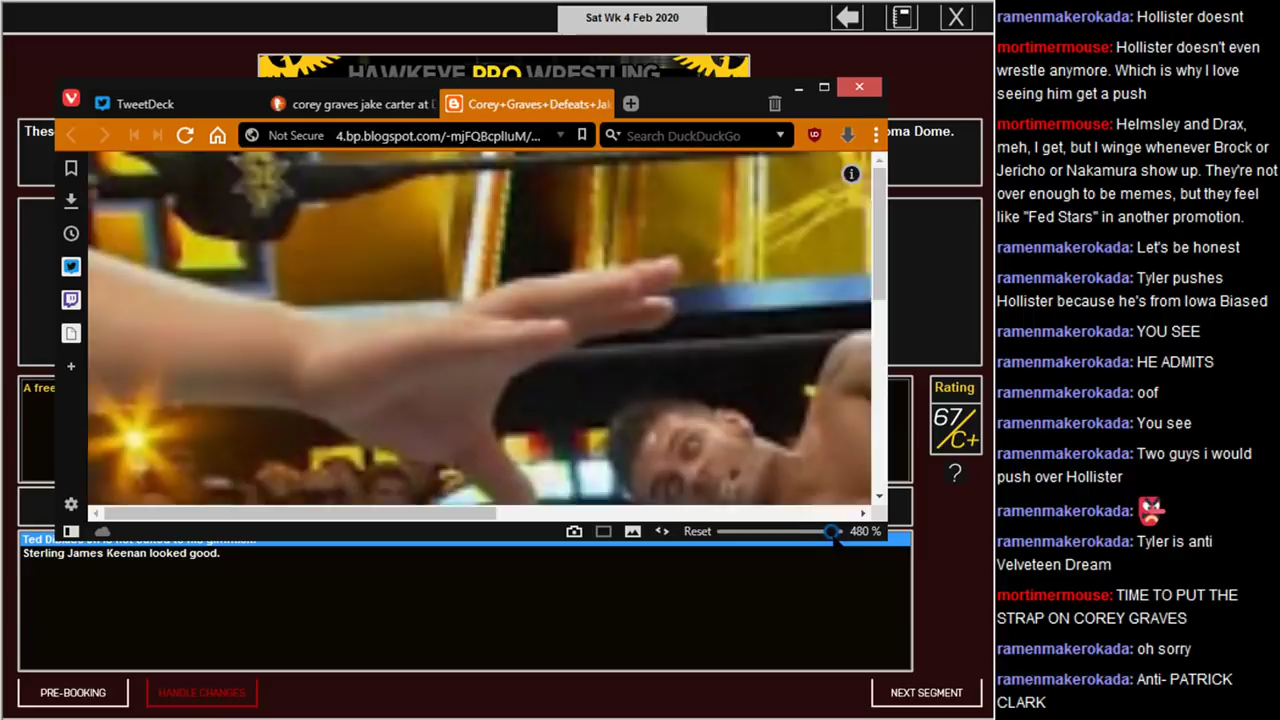 Sat Wk 4 Feb 2020
HAWKEYE PRO WRESTLING
TweetDeck
corey graves jake carter at
Corey+Graves+Defeats+Ja
Not Secure
4.bp.blogspot.com/-mjFQBcplIuM/...
Search DuckDuckGo
These
oma Dome.
A free
Rating
67/C+
?
Reset
480 %
Sterling James Keenan looked good.
PRE-BOOKING
HANDLE CHANGES
NEXT SEGMENT
ramenmakerokada: Hollister doesnt
mortimermouse: Hollister doesn't even
wrestle anymore. Which is why I love
seeing him get a push
mortimermouse: Helmsley and Drax,
meh, I get, but I winge whenever Brock or
Jericho or Nakamura show up. They're not
over enough to be memes, but they feel
like "Fed Stars" in another promotion.
ramenmakerokada: Let's be honest
ramenmakerokada: Tyler pushes
Hollister because he's from Iowa Biased
ramenmakerokada: YOU SEE
ramenmakerokada: HE ADMITS
ramenmakerokada: oof
ramenmakerokada: You see
ramenmakerokada: Two guys i would
push over Hollister
ramenmakerokada:
ramenmakerokada: Tyler is anti
Velveteen Dream
mortimermouse: TIME TO PUT THE
STRAP ON COREY GRAVES
ramenmakerokada: oh sorry
ramenmakerokada: Anti- PATRICK
CLARK